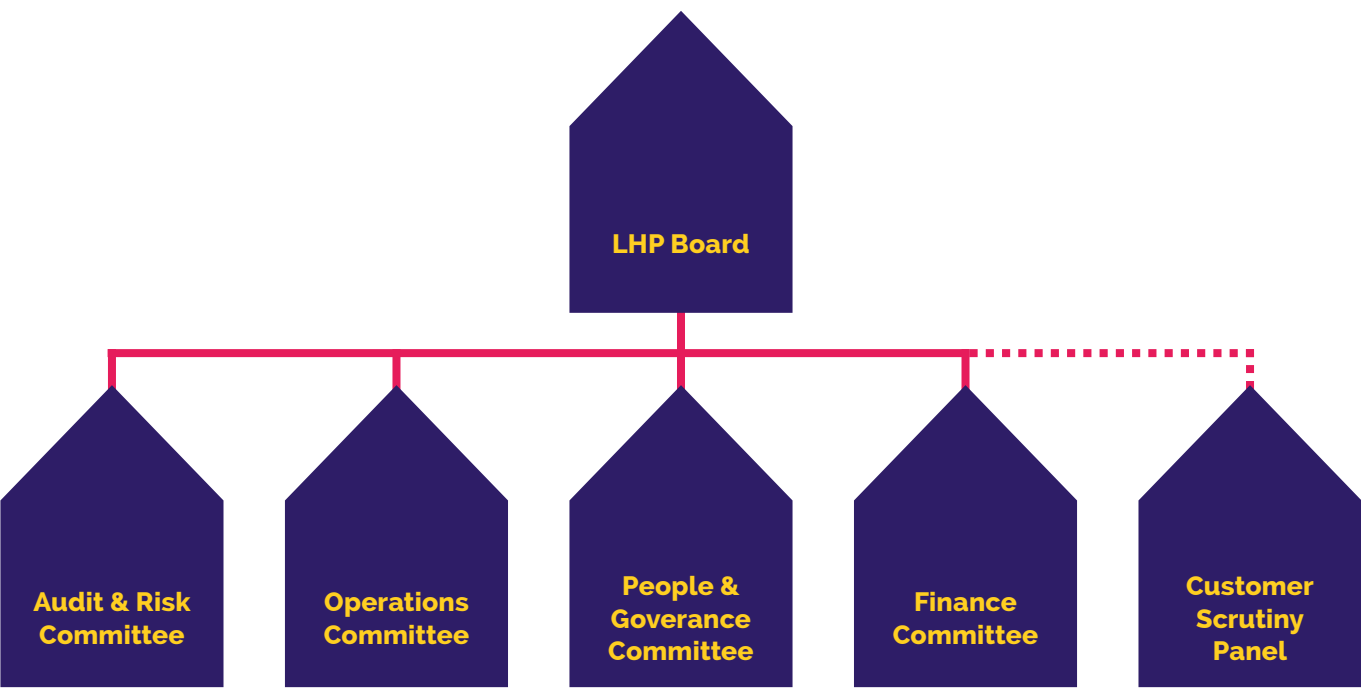 LHP Board
Audit & Risk
Committee
Operations
Committee
People &
Goverance
Committee
Finance
Committee
Customer
Scrutiny
Panel